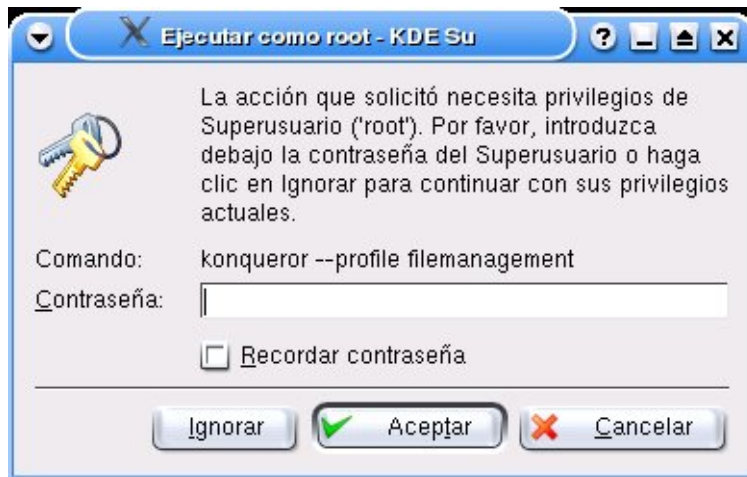 Ejecutar como root - KDE Su
La acción que solicitó necesita privilegios de
Superusuario ('root'). Por favor, introduzca
debajo la contraseña del Superusuario o haga
clic en Ignorar para continuar con sus privilegios
actuales.
Comando: konqueror --profile filemanagement
Contraseña:
Recordar contraseña
Ignorar Aceptar Cancelar